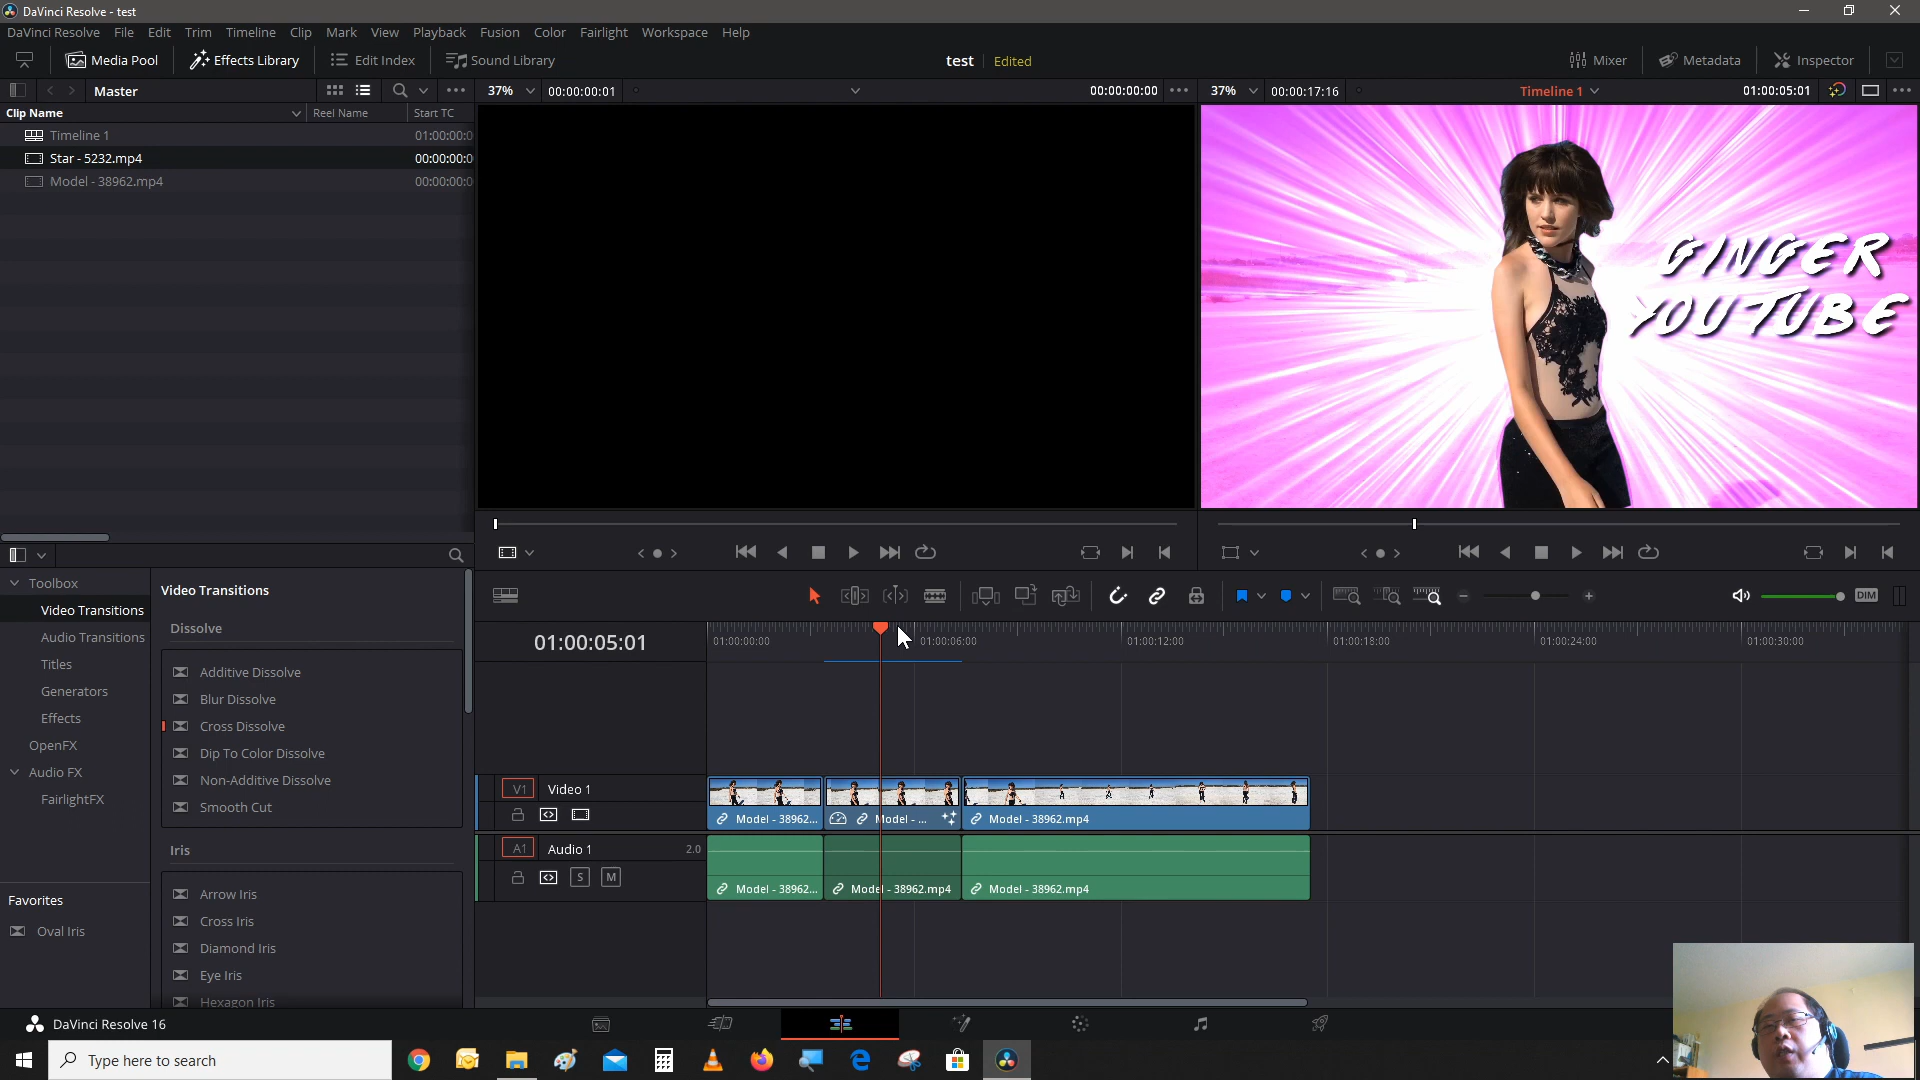 DaVinci Resolve - test
DaVinci Resolve File Edit Trim Timeline Clip Mark View Playback Fusion Color Fairlight Workspace Help
Media Pool Effects Library Edit Index Sound Library test Edited Mixer Metadata Inspector
Master 37% 00:00:00:01 00:00:00:00 37% 00:00:17:16 Timeline 1 01:00:05:01
Clip Name Reel Name Start TC
Timeline 1 01:00:00:0
Star - 5232.mp4 00:00:00:0
Model - 38962.mp4 00:00:00:0
GINGER
YOUTUBE
Toolbox
Video Transitions
Audio Transitions
Titles
Generators
Effects
OpenFX
Audio FX
FairlightFX
Favorites
Oval Iris
Video Transitions
Dissolve
Additive Dissolve
Blur Dissolve
Cross Dissolve
Dip To Color Dissolve
Non-Additive Dissolve
Smooth Cut
Iris
Arrow Iris
Cross Iris
Diamond Iris
Eye Iris
Hexagon Iris
DIM
01:00:05:01 01:00:00:00 01:00:06:00 01:00:12:00 01:00:18:00 01:00:24:00 01:00:30:00
V1 Video 1
Model - 38962... Model - ... Model - 38962.mp4
A1 Audio 1 2.0
S M
Model - 38962... Model - 38962.mp4 Model - 38962.mp4
DaVinci Resolve 16
Type here to search